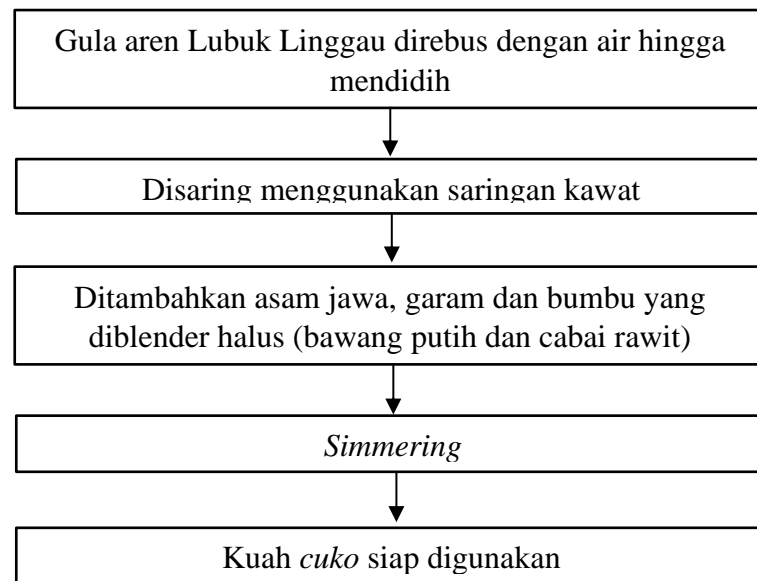 Gula aren Lubuk Linggau direbus dengan air hingga
mendidih
Disaring menggunakan saringan kawat
Ditambahkan asam jawa, garam dan bumbu yang
diblender halus (bawang putih dan cabai rawit)
Simmering
Kuah cuko siap digunakan